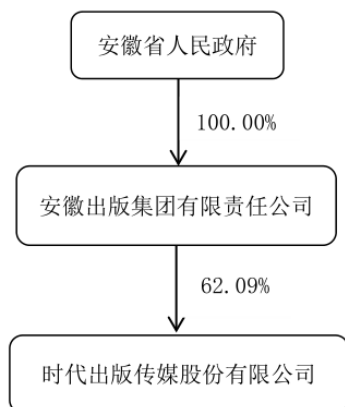 安徽省人民政府
100.00%
安徽出版集团有限责任公司
62.09%
时代出版传媒股份有限公司